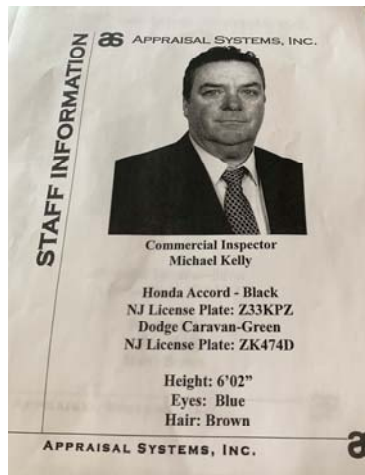 STAFF INFORMATION
as APPRAISAL SYSTEMS, INC.
Commercial Inspector
Michael Kelly
Honda Accord - Black
NJ License Plate: Z33KPZ
Dodge Caravan-Green
NJ License Plate: ZK474D
Height: 6’02”
Eyes: Blue
Hair: Brown
APPRAISAL SYSTEMS, INC.
a